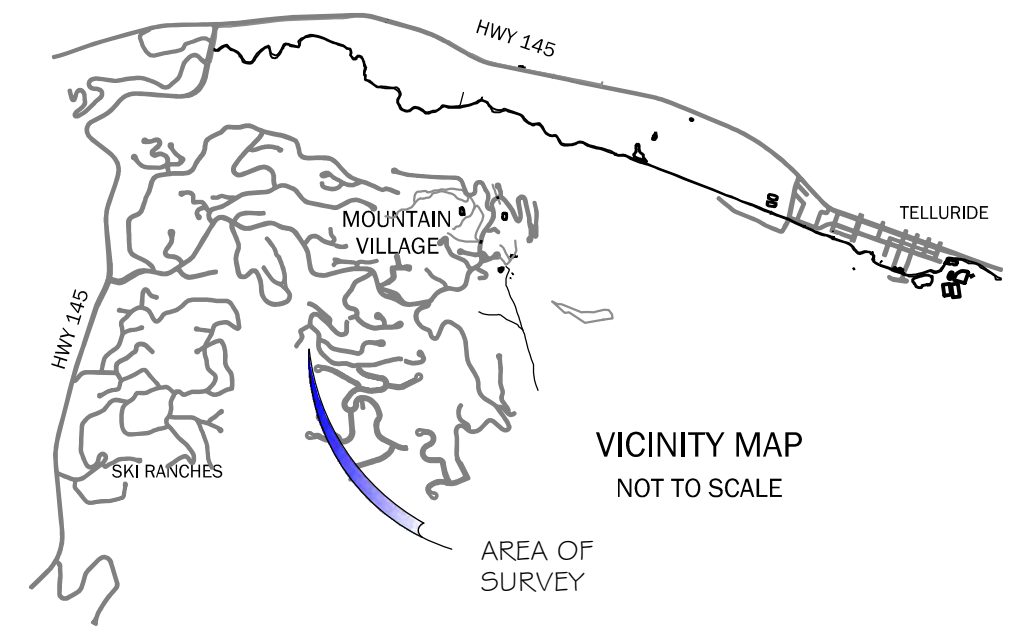 HWY 145
TELLURIDE
MOUNTAIN
VILLAGE
HWY 145
VICINITY MAP
NOT TO SCALE
SKI RANCHES
AREA OF
SURVEY